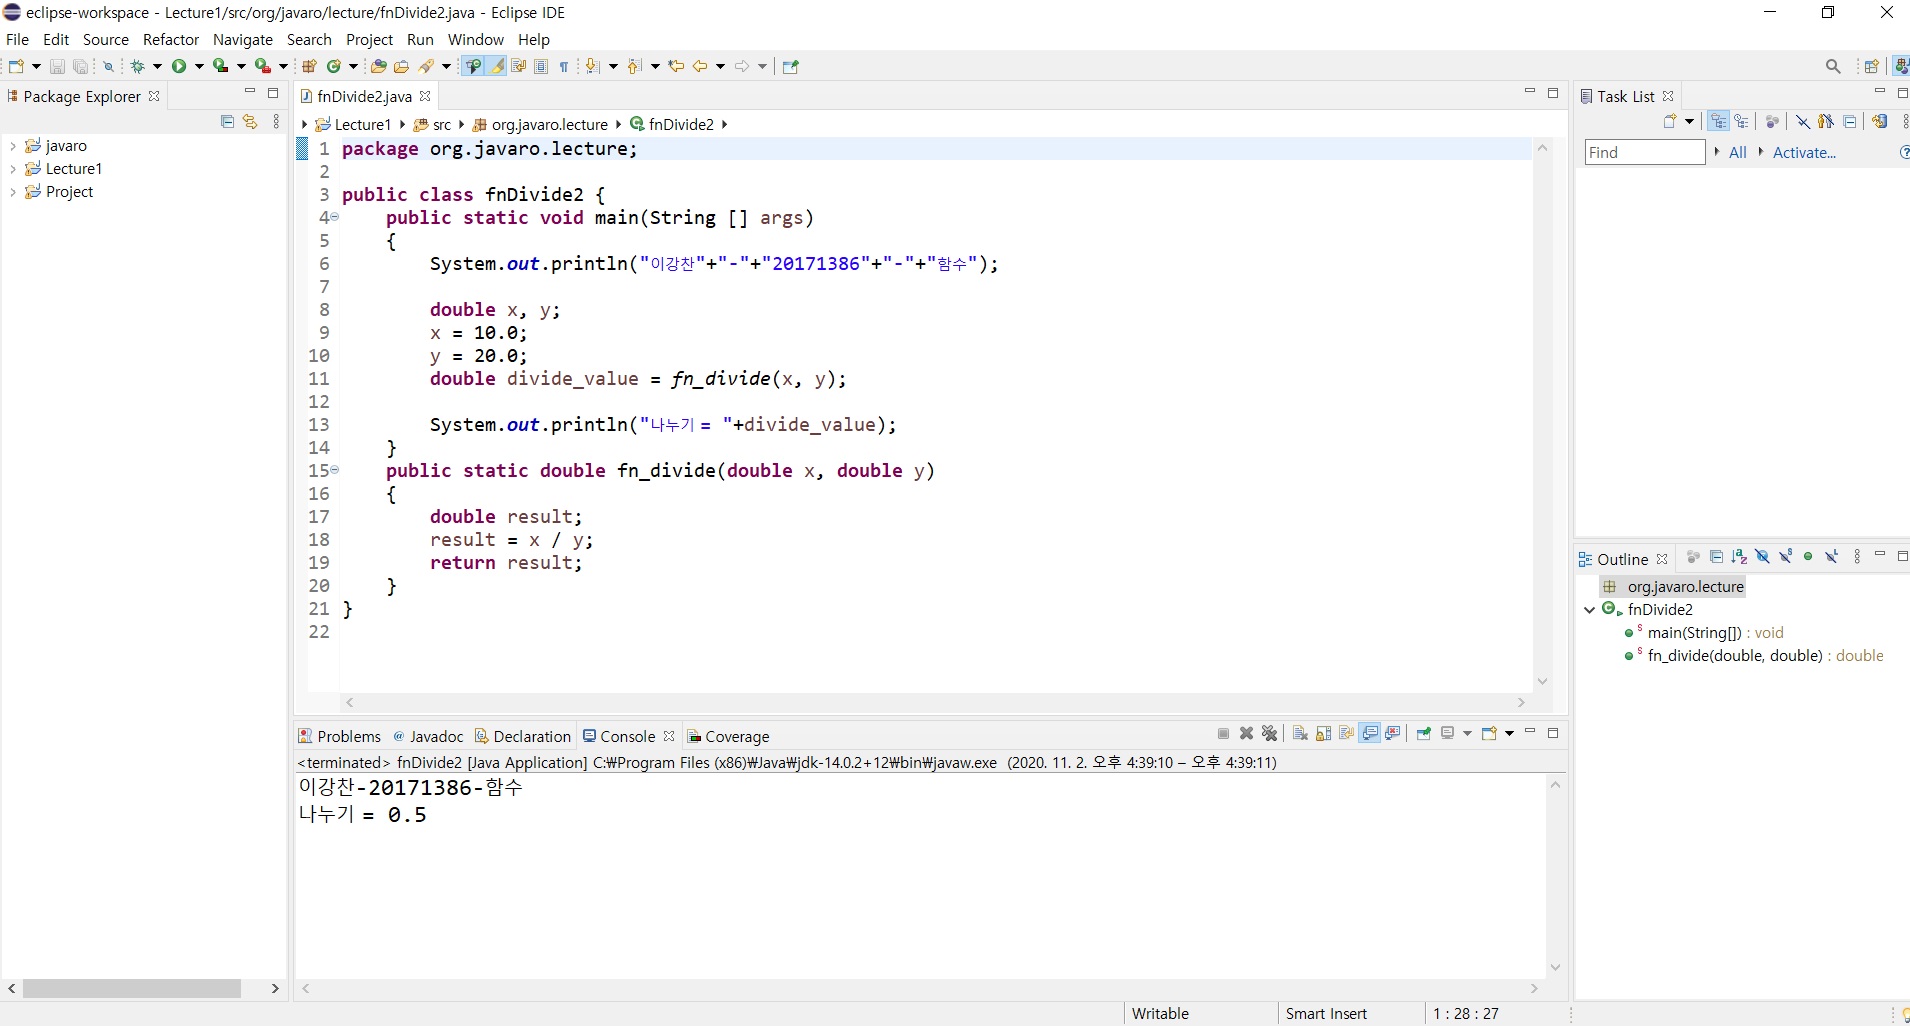 eclipse-workspace - Lecture1/src/org/javaro/lecture/fnDivide2.java - Eclipse IDE
File Edit Source Refactor Navigate Search Project Run Window Help
Package Explorer
javaro
Lecture1
Project
fnDivide2.java
Lecture1 src org.javaro.lecture fnDivide2
1 package org.javaro.lecture;
2
3 public class fnDivide2 {
4 public static void main(String [] args)
5 {
6 System.out.println("이강찬"+"-"+"20171386"+"-"+"함수");
7
8 double x, y;
9 x = 10.0;
10 y = 20.0;
11 double divide_value = fn_divide(x, y);
12
13 System.out.println("나누기 = "+divide_value);
14 }
15 public static double fn_divide(double x, double y)
16 {
17 double result;
18 result = x / y;
19 return result;
20 }
21 }
22
Problems @ Javadoc Declaration Console Coverage
<terminated> fnDivide2 [Java Application] C:₩Program Files (x86)₩Java₩jdk-14.0.2+12₩bin₩javaw.exe (2020. 11. 2. 오후 4:39:10 – 오후 4:39:11)
이강찬-20171386-함수
나누기 = 0.5
Task List
Find All Activate...
Outline
org.javaro.lecture
fnDivide2
main(String[]) : void
fn_divide(double, double) : double
Writable Smart Insert 1 : 28 : 27